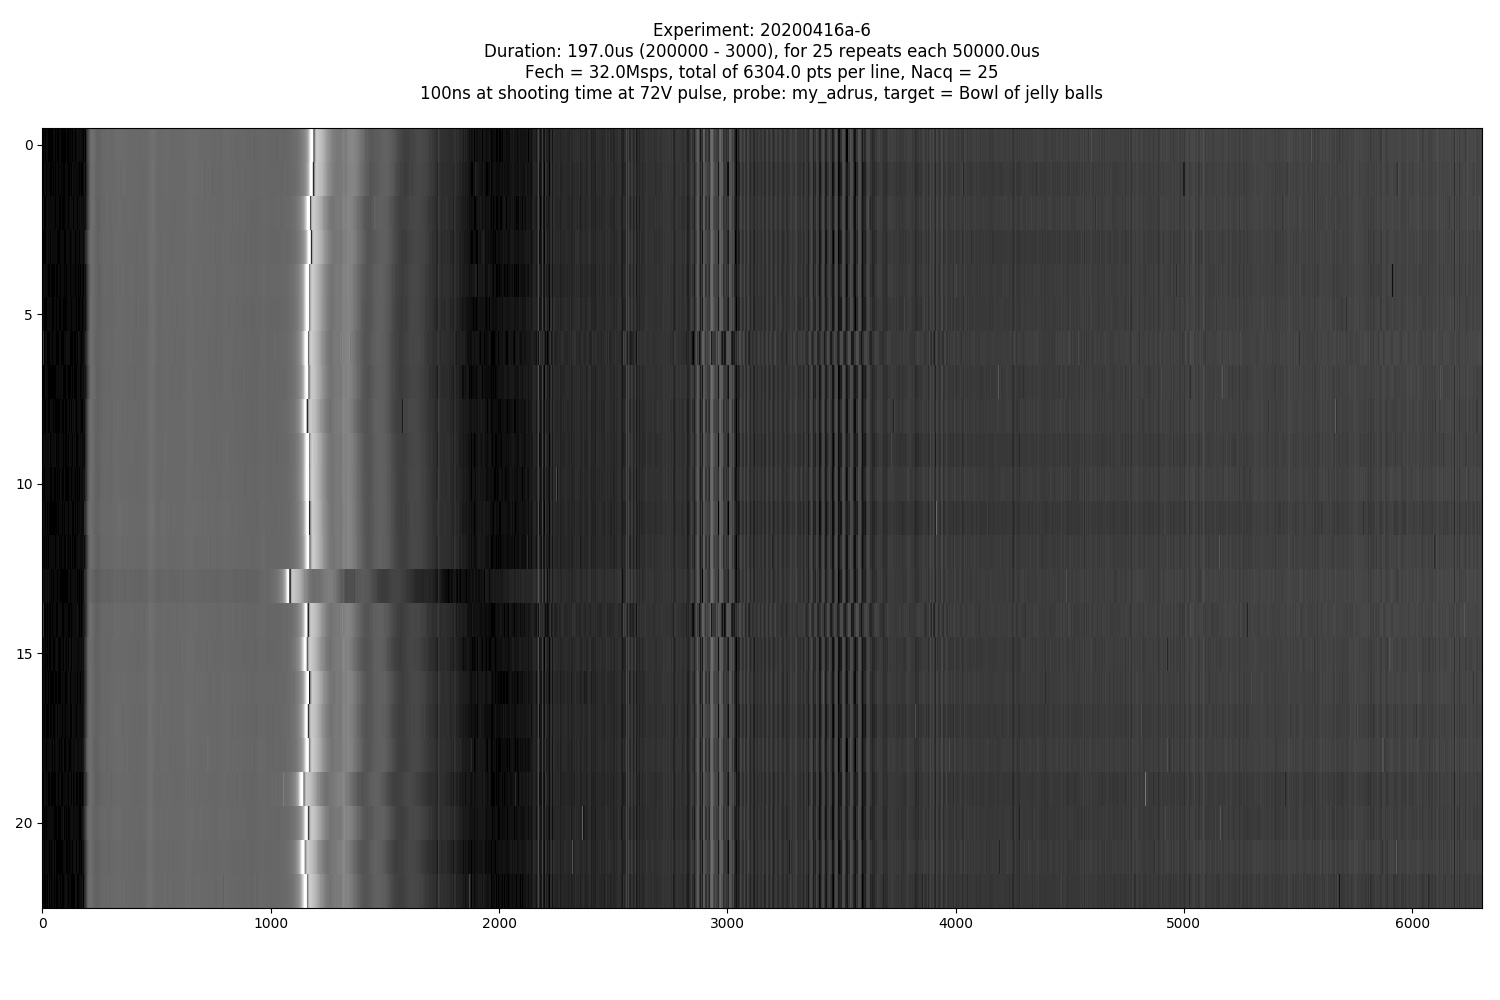 Experiment: 20200416a-6
Duration: 197.0us (200000 - 3000), for 25 repeats each 50000.0us
Fech = 32.0Msps, total of 6304.0 pts per line, Nacq = 25
100ns at shooting time at 72V pulse, probe: my_adrus, target = Bowl of jelly balls
0
5
10
15
20
0 1000 2000 3000 4000 5000 6000